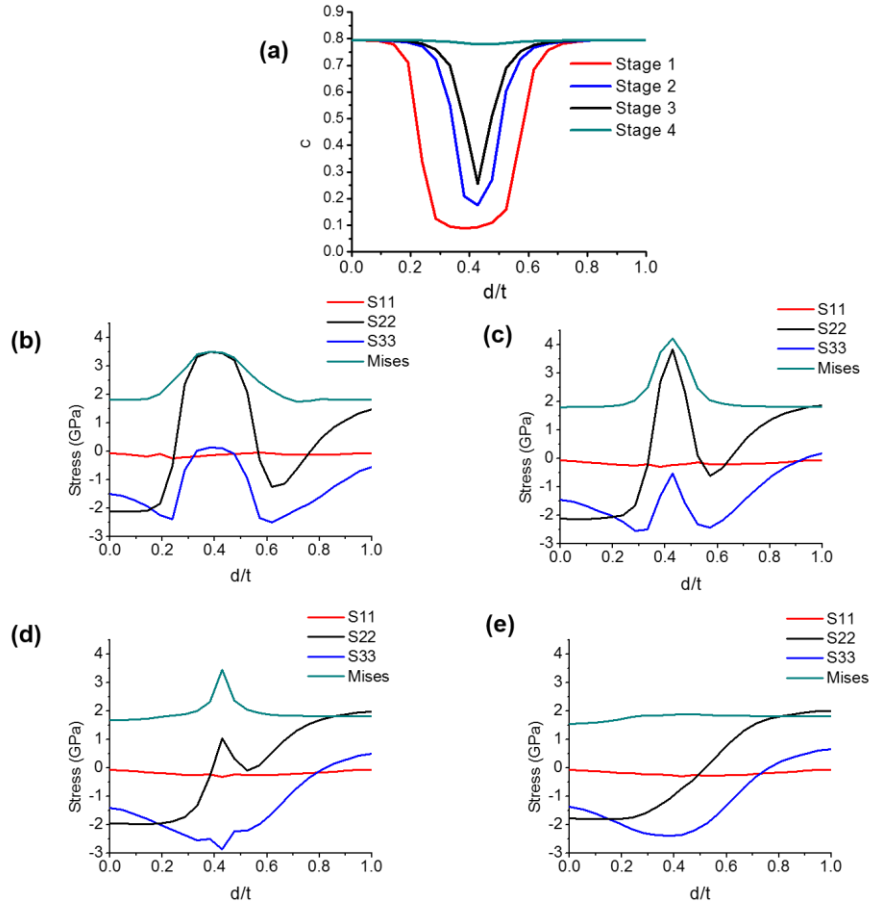 (a)
0.9
0.8
0.7
0.6
0.5
0.4
0.3
0.2
0.1
0.0
c
0.0 0.2 0.4 0.6 0.8 1.0
d/t
Stage 1
Stage 2
Stage 3
Stage 4
(b)
S11
S22
S33
Mises
4
3
2
1
0
-1
-2
-3
Stress (GPa)
0.0 0.2 0.4 0.6 0.8 1.0
d/t
(c)
S11
S22
S33
Mises
4
3
2
1
0
-1
-2
-3
Stress (GPa)
0.0 0.2 0.4 0.6 0.8 1.0
d/t
(d)
S11
S22
S33
Mises
4
3
2
1
0
-1
-2
-3
Stress (GPa)
0.0 0.2 0.4 0.6 0.8 1.0
d/t
(e)
S11
S22
S33
Mises
4
3
2
1
0
-1
-2
-3
Stress (GPa)
0.0 0.2 0.4 0.6 0.8 1.0
d/t